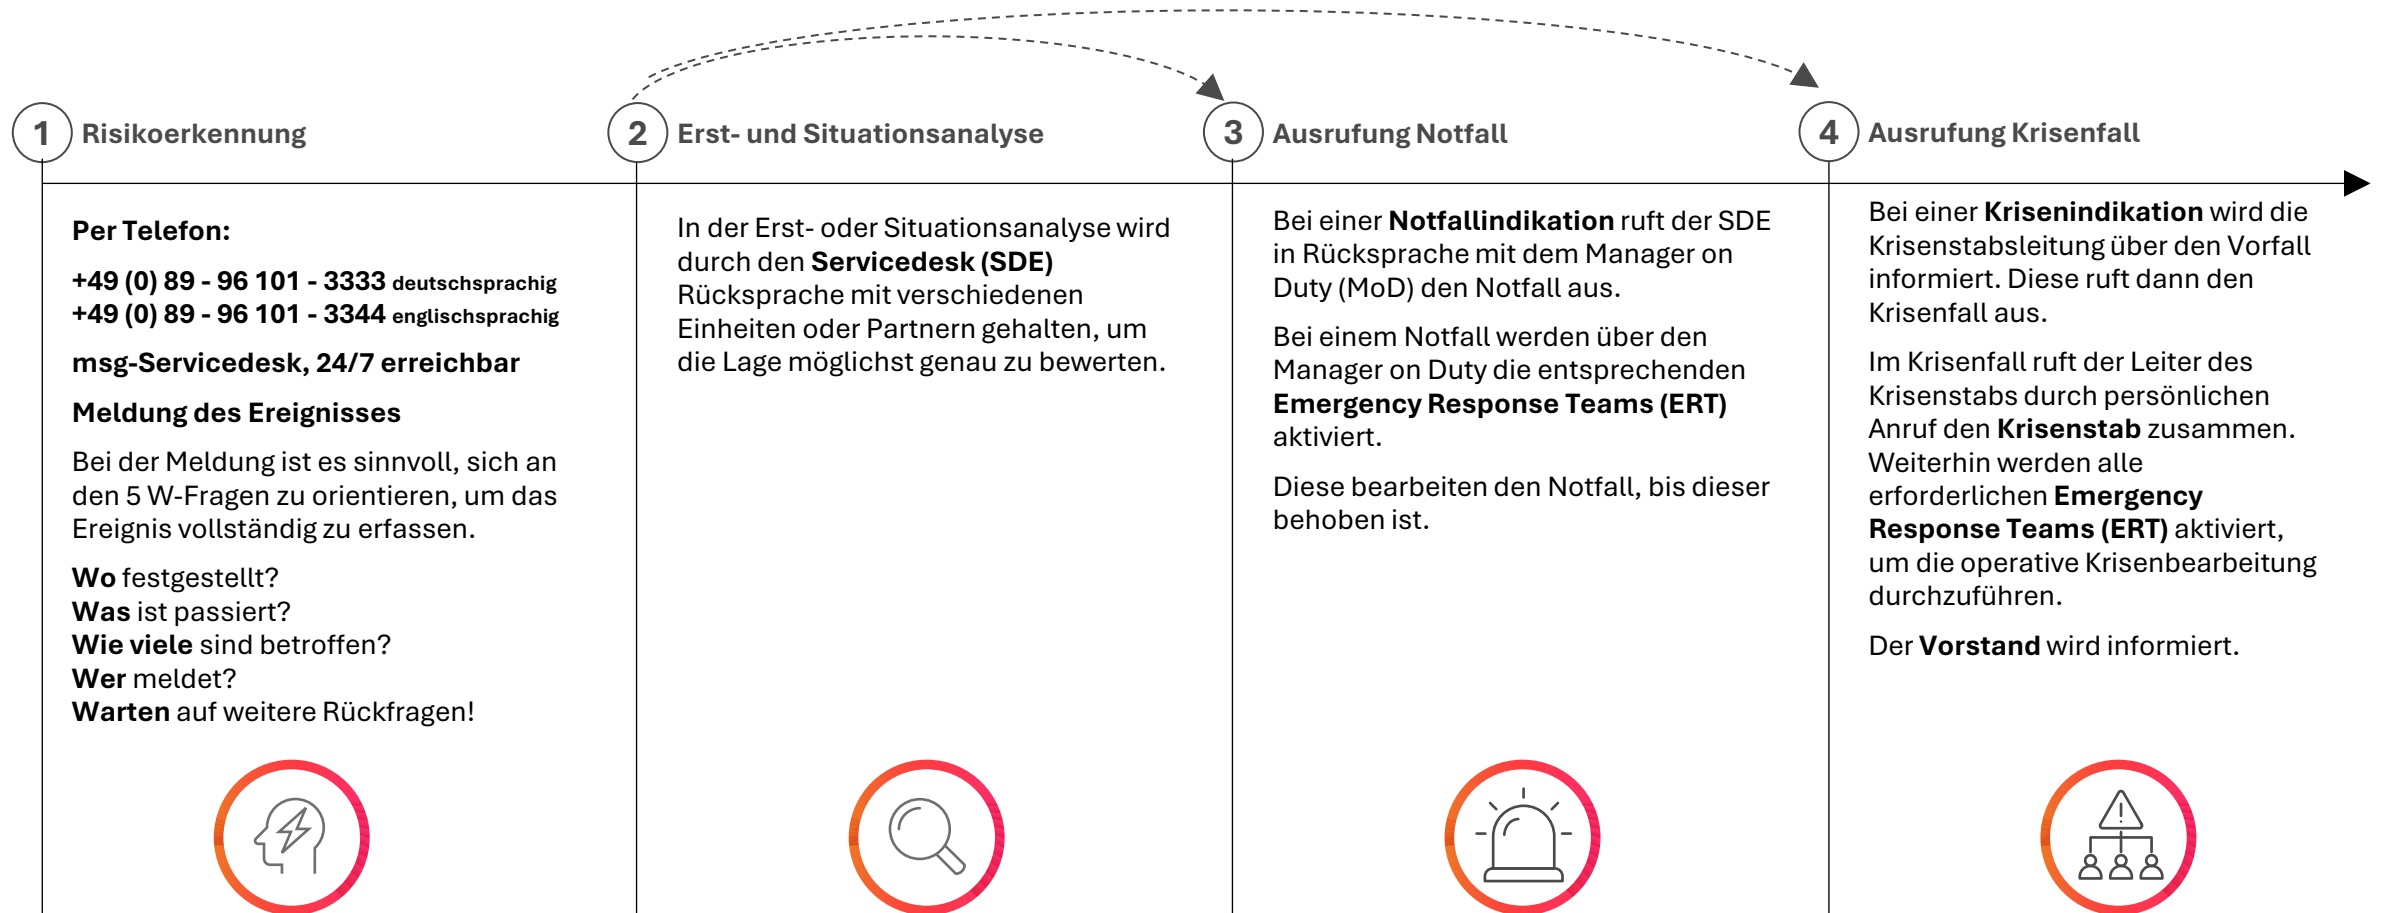 1 Risikoerkennung
Per Telefon:
+49 (0) 89 - 96 101 - 3333 deutschsprachig
+49 (0) 89 - 96 101 - 3344 englischsprachig
msg-Servicedesk, 24/7 erreichbar
Meldung des Ereignisses
Bei der Meldung ist es sinnvoll, sich an
den 5 W-Fragen zu orientieren, um das
Ereignis vollständig zu erfassen.
Wo festgestellt?
Was ist passiert?
Wie viele sind betroffen?
Wer meldet?
Warten auf weitere Rückfragen!
2 Erst- und Situationsanalyse
In der Erst- oder Situationsanalyse wird
durch den Servicedesk (SDE)
Rücksprache mit verschiedenen
Einheiten oder Partnern gehalten, um
die Lage möglichst genau zu bewerten.
3 Ausrufung Notfall
Bei einer Notfallindikation ruft der SDE
in Rücksprache mit dem Manager on
Duty (MoD) den Notfall aus.
Bei einem Notfall werden über den
Manager on Duty die entsprechenden
Emergency Response Teams (ERT)
aktiviert.
Diese bearbeiten den Notfall, bis dieser
behoben ist.
4 Ausrufung Krisenfall
Bei einer Krisenindikation wird die
Krisenstabsleitung über den Vorfall
informiert. Diese ruft dann den
Krisenfall aus.
Im Krisenfall ruft der Leiter des
Krisenstabs durch persönlichen
Anruf den Krisenstab zusammen.
Weiterhin werden alle
erforderlichen Emergency
Response Teams (ERT) aktiviert,
um die operative Krisenbearbeitung
durchzuführen.
Der Vorstand wird informiert.